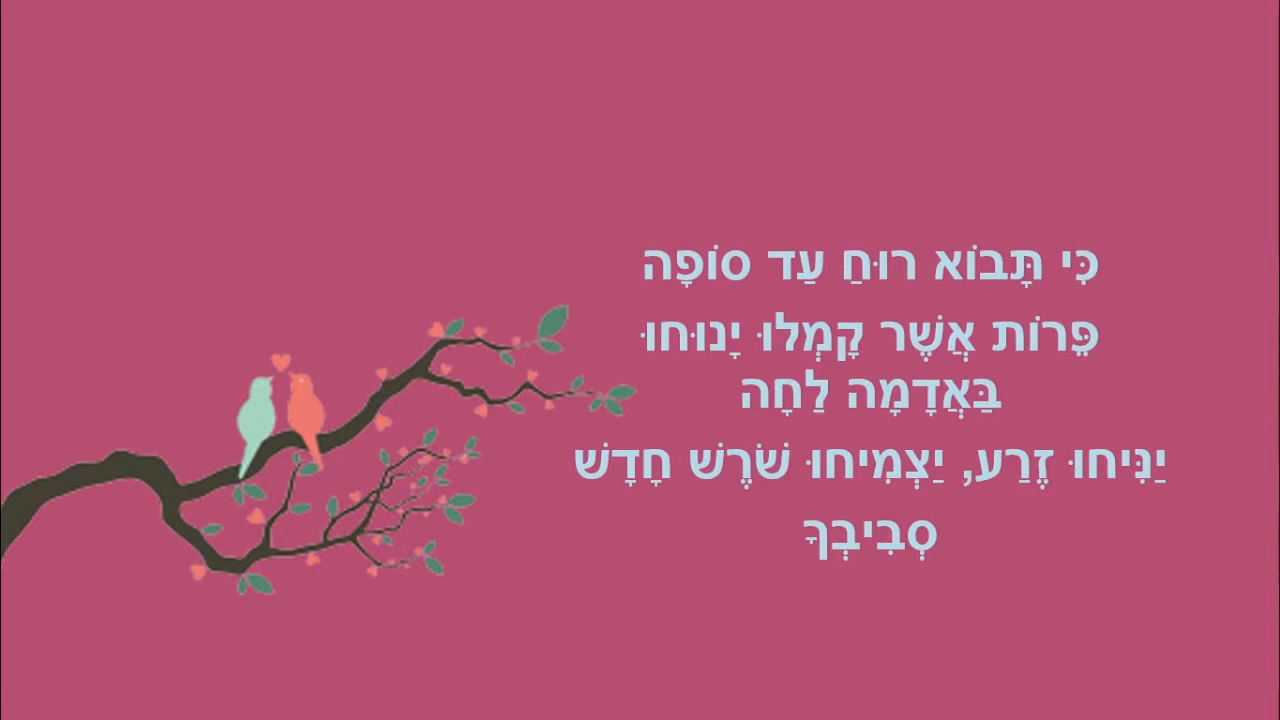 כִּי תָּבוֹא רוּחַ עַד סוֹפָה
פֵּרוֹת אֲשֶׁר קָמְלוּ יָנוּחוּ
בַּאֲדָמָה לַחָה
יַנִּיחוּ זֶרַע, יַצְמִיחוּ שֹׁרֶשׁ חָדָשׁ
סְבִיבְךָ